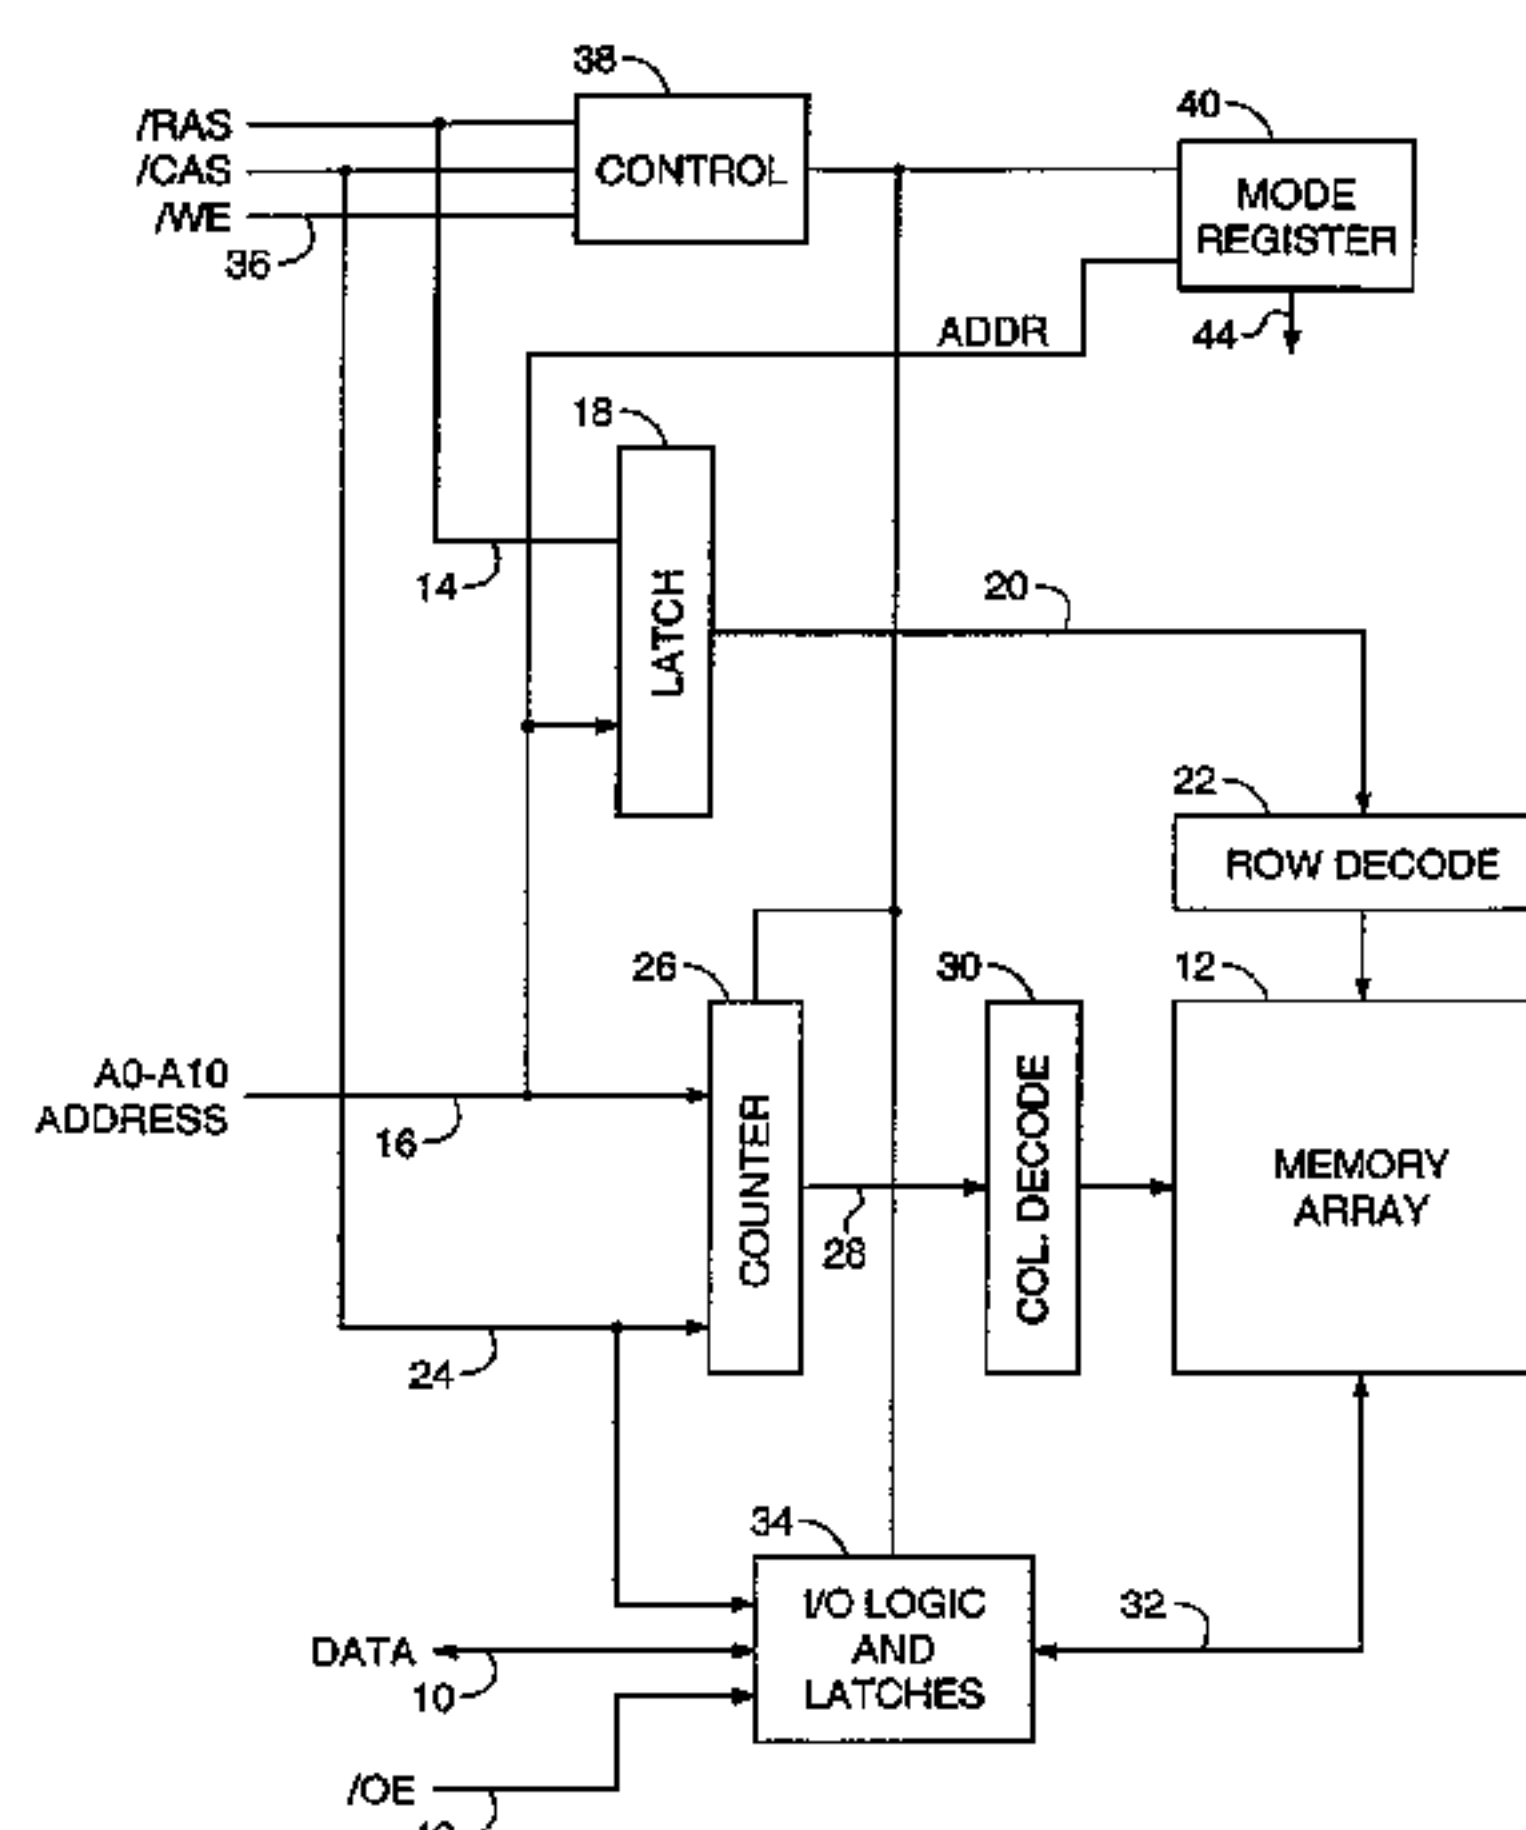 38
/RAS
/CAS
/WE
36
CONTROL
40
MODE
REGISTER
44
ADDR
18
LATCH
14
20
22
ROW DECODE
26
30
12
A0-A10
ADDRESS
16
COUNTER
28
COL. DECODE
MEMORY
ARRAY
24
34
I/O LOGIC
AND
LATCHES
32
DATA
10
/OE